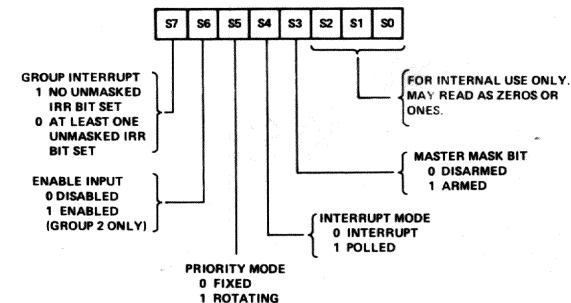 S7 S6 S5 S4 S3 S2 S1 S0
GROUP INTERRUPT
1 NO UNMASKED
IRR BIT SET
0 AT LEAST ONE
UNMASKED IRR
BIT SET
FOR INTERNAL USE ONLY.
MAY READ AS ZEROS OR
ONES.
MASTER MASK BIT
0 DISARMED
1 ARMED
ENABLE INPUT
0 DISABLED
1 ENABLED
(GROUP 2 ONLY)
INTERRUPT MODE
0 INTERRUPT
1 POLLED
PRIORITY MODE
0 FIXED
1 ROTATING